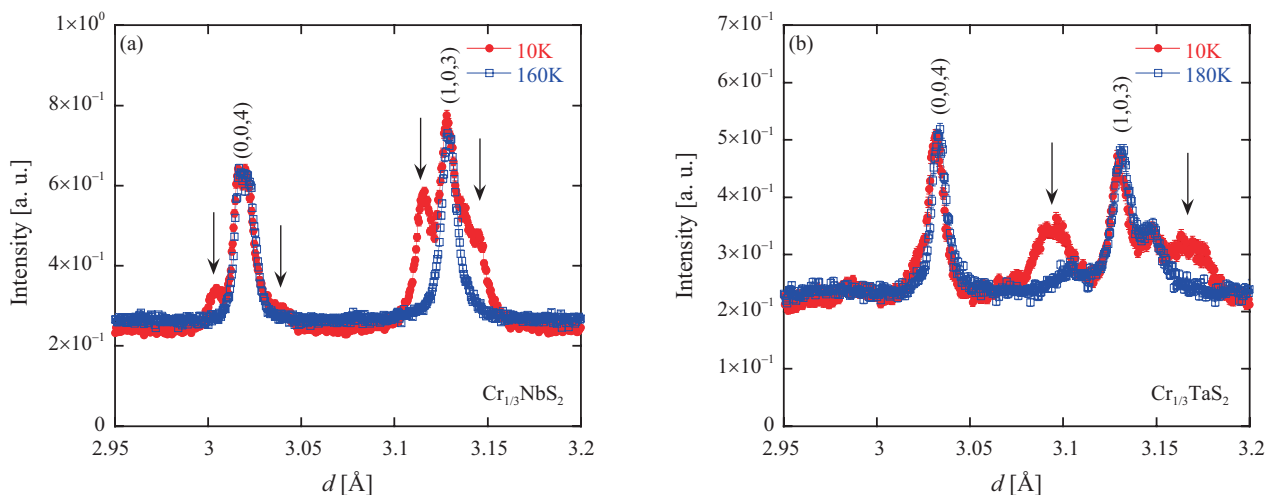 (a)
10K
160K
(0,0,4)
(1,0,3)
1×10⁰
8×10⁻¹
6×10⁻¹
4×10⁻¹
2×10⁻¹
0
Intensity [a. u.]
Cr₁/₃NbS₂
2.95
3
3.05
3.1
3.15
3.2
d [Å]
(b)
10K
180K
(0,0,4)
(1,0,3)
7×10⁻¹
6×10⁻¹
5×10⁻¹
4×10⁻¹
3×10⁻¹
2×10⁻¹
1×10⁻¹
0
Intensity [a. u.]
Cr₁/₃TaS₂
2.95
3
3.05
3.1
3.15
3.2
d [Å]